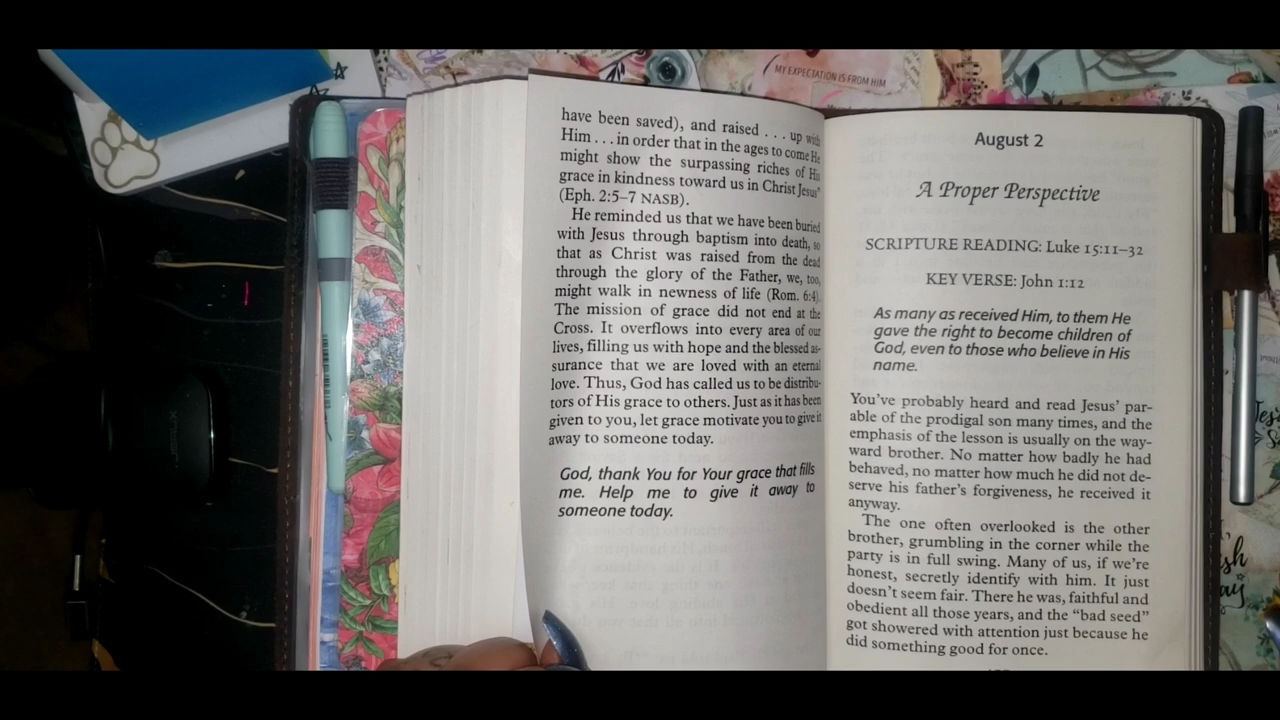 MY EXPECTATION IS FROM HIM
have been saved), and raised . . . up with
Him . . . in order that in the ages to come He
might show the surpassing riches of His
grace in kindness toward us in Christ Jesus"
(Eph. 2:5–7 NASB).
He reminded us that we have been buried
with Jesus through baptism into death, so
that as Christ was raised from the dead
through the glory of the Father, we, too,
might walk in newness of life (Rom. 6:4).
The mission of grace did not end at the
Cross. It overflows into every area of our
lives, filling us with hope and the blessed as-
surance that we are loved with an eternal
love. Thus, God has called us to be distribu-
tors of His grace to others. Just as it has been
given to you, let grace motivate you to give it
away to someone today.
God, thank You for Your grace that fills
me. Help me to give it away to
someone today.
August 2
A Proper Perspective
SCRIPTURE READING: Luke 15:11–32
KEY VERSE: John 1:12
As many as received Him, to them He
gave the right to become children of
God, even to those who believe in His
name.
You've probably heard and read Jesus' par-
able of the prodigal son many times, and the
emphasis of the lesson is usually on the way-
ward brother. No matter how badly he had
behaved, no matter how much he did not de-
serve his father's forgiveness, he received it
anyway.
The one often overlooked is the other
brother, grumbling in the corner while the
party is in full swing. Many of us, if we're
honest, secretly identify with him. It just
doesn't seem fair. There he was, faithful and
obedient all those years, and the "bad seed"
got showered with attention just because he
did something good for once.